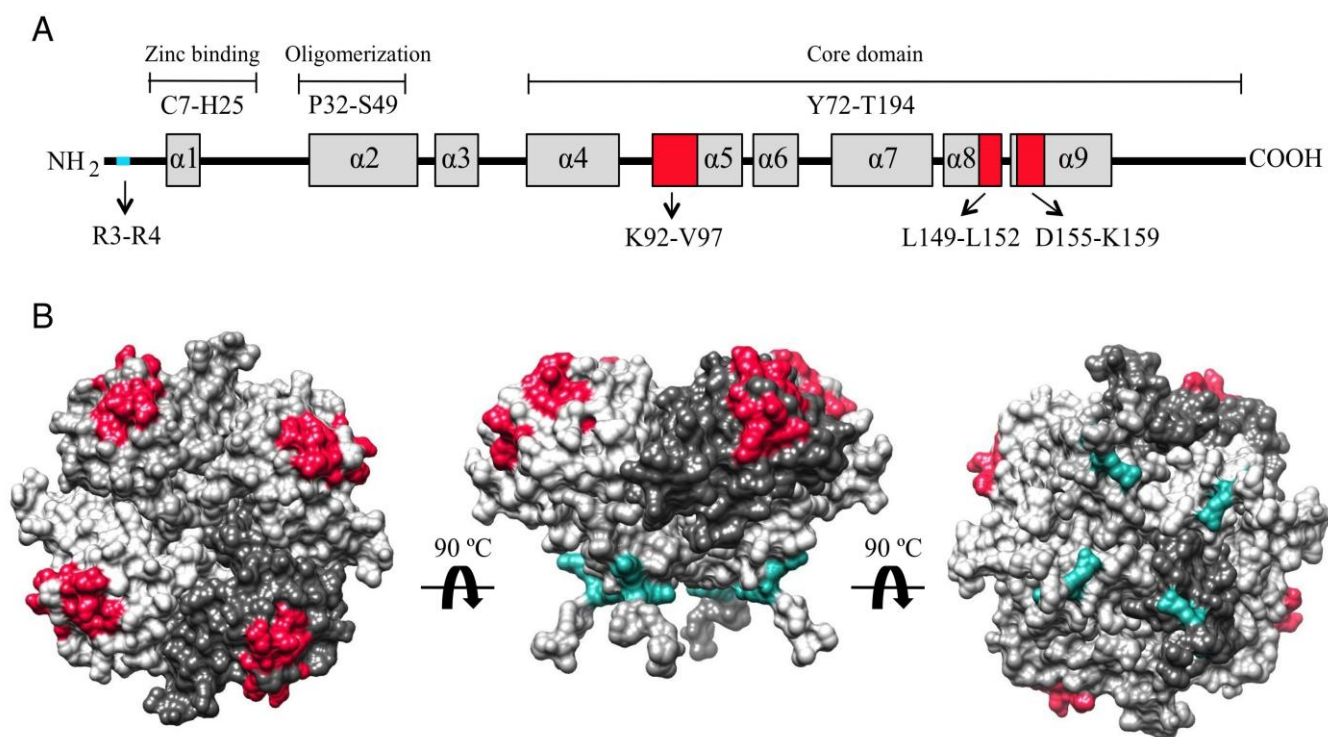 A
Zinc binding Oligomerization Core domain
C7-H25 P32-S49 Y72-T194
NH2 α1 α2 α3 α4 α5 α6 α7 α8 α9 COOH
R3-R4 K92-V97 L149-L152 D155-K159
B
90 ºC 90 ºC